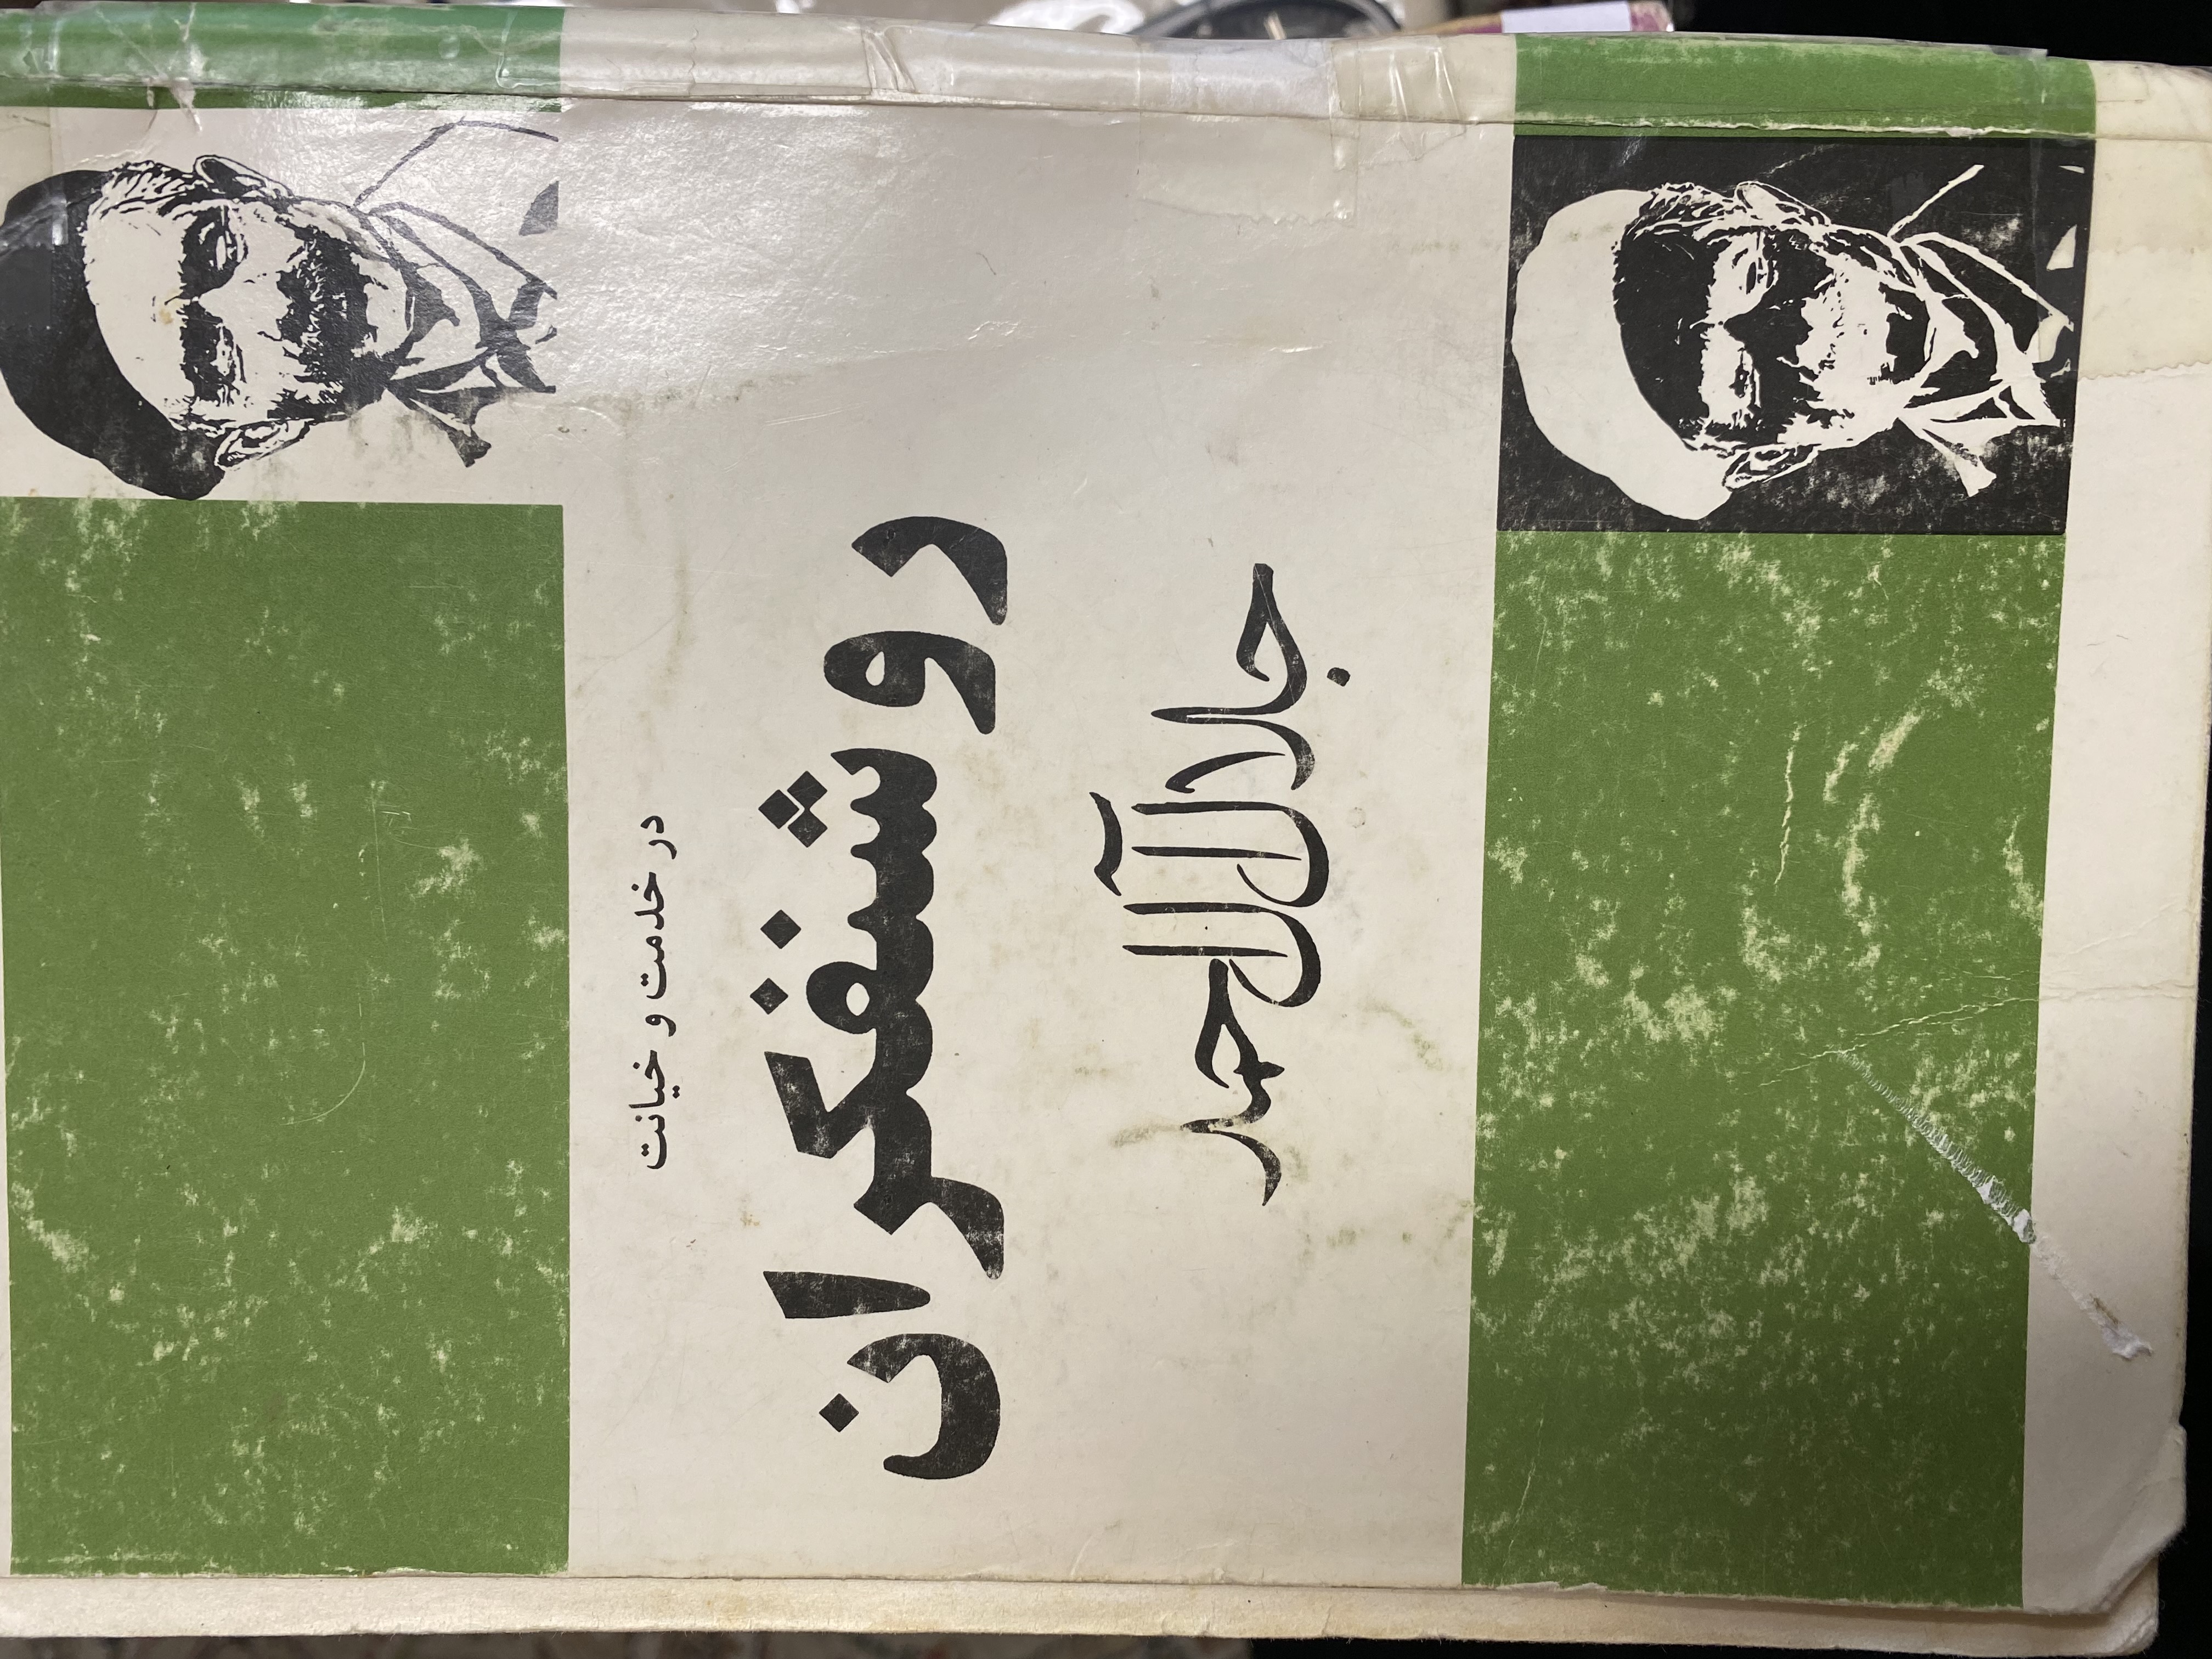 در خدمت و خیانت
روشنفکران
جلال آل احمد